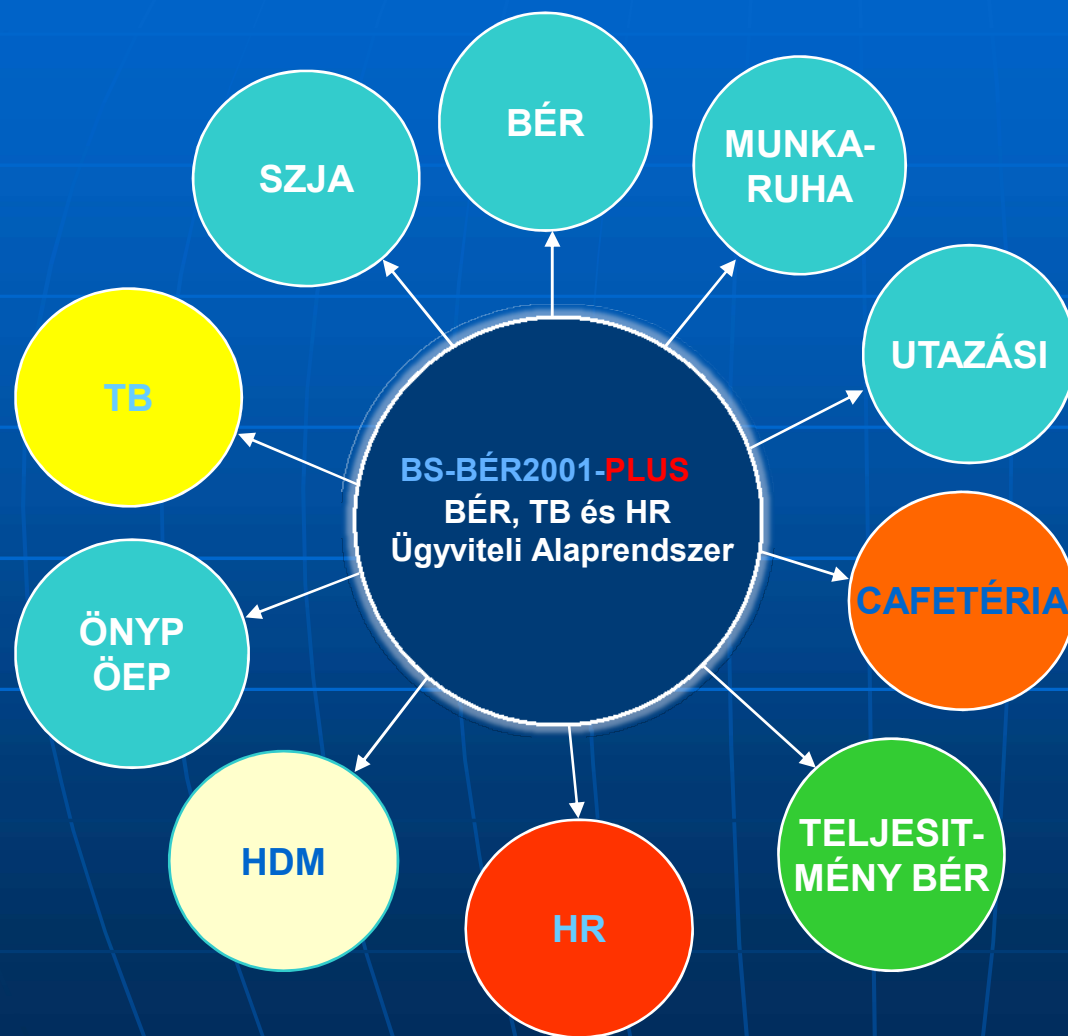 BÉR
SZJA
MUNKA-
RUHA
UTAZÁSI
TB
BS-BÉR2001-PLUS
BÉR, TB és HR
Ügyviteli Alaprendszer
CAFETÉRIA
ÖNYP
ÖEP
HDM
TELJESIT-
MÉNY BÉR
HR